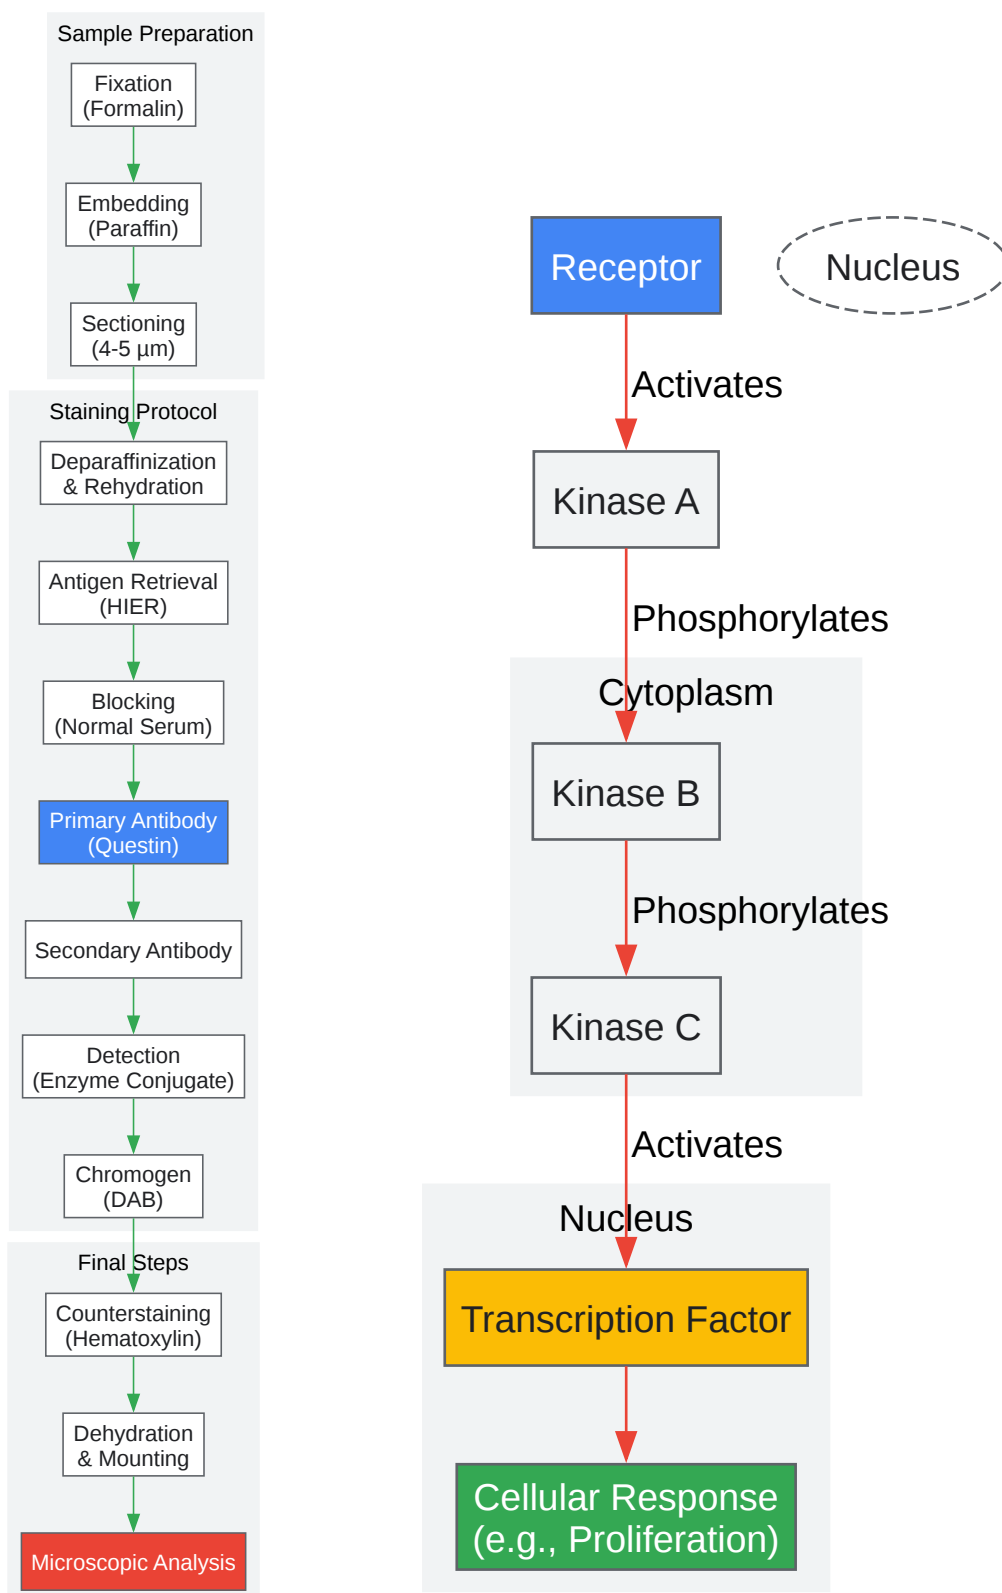 Sample Preparation
Fixation
(Formalin)
Embedding
(Paraffin)
Sectioning
(4-5 µm)
Staining Protocol
Deparaffinization
& Rehydration
Antigen Retrieval
(HIER)
Blocking
(Normal Serum)
Primary Antibody
(Questin)
Secondary Antibody
Detection
(Enzyme Conjugate)
Chromogen
(DAB)
Final Steps
Counterstaining
(Hematoxylin)
Dehydration
& Mounting
Microscopic Analysis
Receptor
Nucleus
Activates
Kinase A
Phosphorylates
Cytoplasm
Kinase B
Phosphorylates
Kinase C
Activates
Nucleus
Transcription Factor
Cellular Response
(e.g., Proliferation)